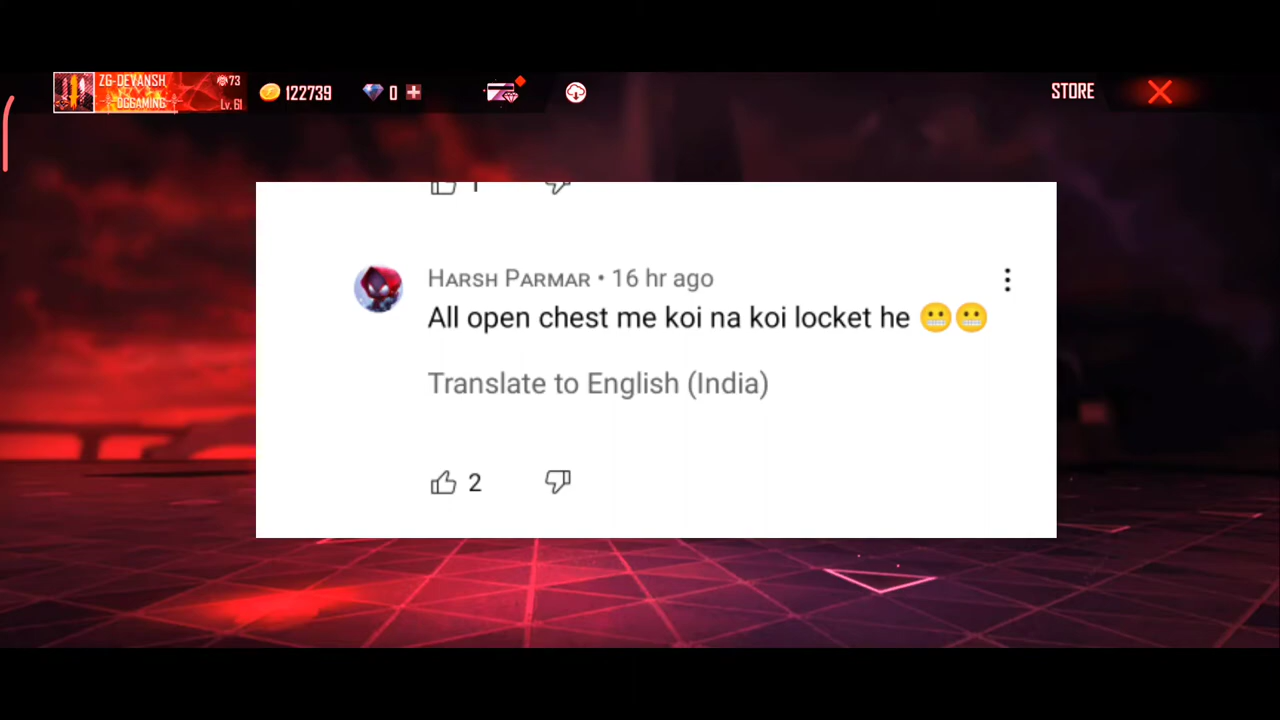 ZG-DEVANSH
OGGAMING
73
Lv. 61
122739
0
STORE
1
Harsh Parmar • 16 hr ago
All open chest me koi na koi locket he 😬😬
Translate to English (India)
2